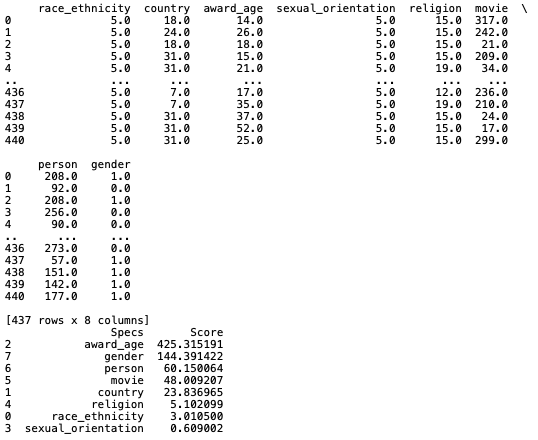 race_ethnicity country award_age sexual_orientation religion movie \
0 5.0 18.0 14.0 5.0 15.0 317.0
1 5.0 24.0 26.0 5.0 15.0 242.0
2 5.0 18.0 18.0 5.0 15.0 21.0
3 5.0 31.0 15.0 5.0 15.0 209.0
4 5.0 31.0 21.0 5.0 19.0 34.0
.. ... ... ... ... ... ...
436 5.0 7.0 17.0 5.0 12.0 236.0
437 5.0 7.0 35.0 5.0 19.0 210.0
438 5.0 31.0 37.0 5.0 15.0 24.0
439 5.0 31.0 52.0 5.0 15.0 17.0
440 5.0 31.0 25.0 5.0 15.0 299.0
person gender
0 208.0 1.0
1 92.0 0.0
2 208.0 1.0
3 256.0 0.0
4 90.0 0.0
.. ... ...
436 273.0 0.0
437 57.0 1.0
438 151.0 1.0
439 142.0 1.0
440 177.0 1.0
[437 rows x 8 columns]
Specs Score
2 award_age 425.315191
7 gender 144.391422
6 person 60.150064
5 movie 48.009207
1 country 23.836965
4 religion 5.102099
0 race_ethnicity 3.010500
3 sexual_orientation 0.609002